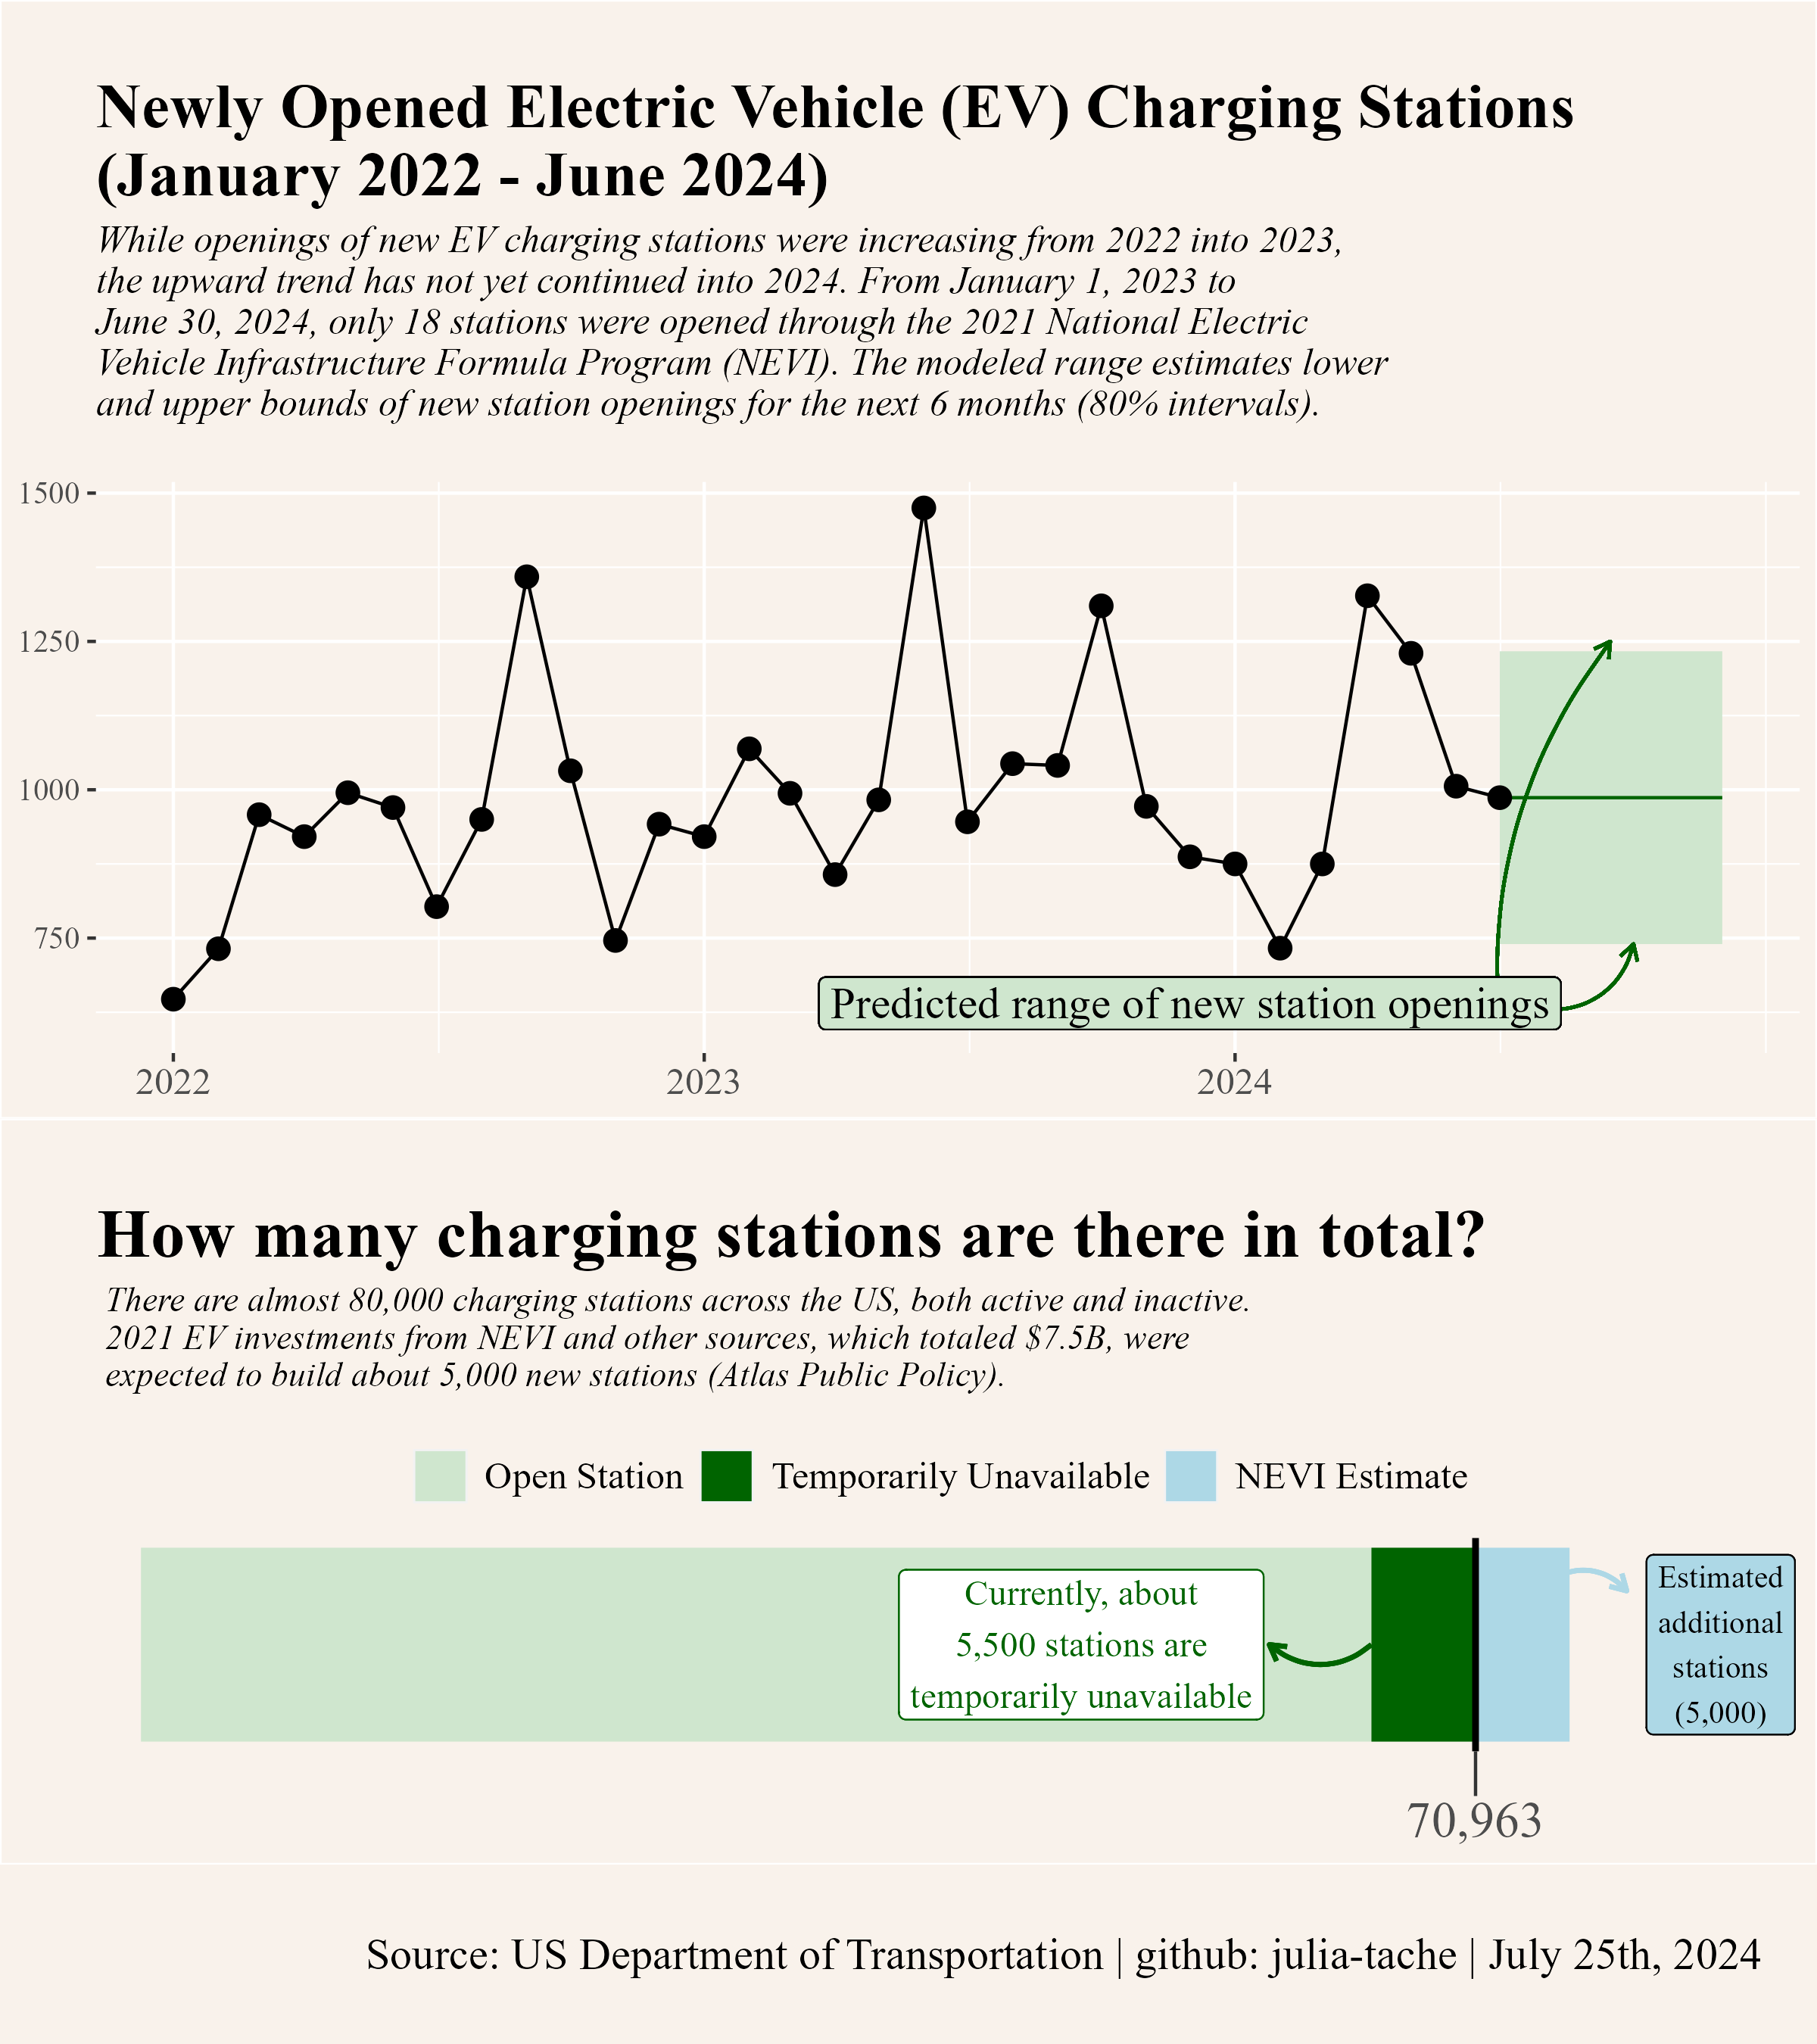 Newly Opened Electric Vehicle (EV) Charging Stations
(January 2022 - June 2024)
While openings of new EV charging stations were increasing from 2022 into 2023,
the upward trend has not yet continued into 2024. From January 1, 2023 to
June 30, 2024, only 18 stations were opened through the 2021 National Electric
Vehicle Infrastructure Formula Program (NEVI). The modeled range estimates lower
and upper bounds of new station openings for the next 6 months (80% intervals).
1500
1250
1000
750
Predicted range of new station openings
2022
2023
2024
How many charging stations are there in total?
There are almost 80,000 charging stations across the US, both active and inactive.
2021 EV investments from NEVI and other sources, which totaled $7.5B, were
expected to build about 5,000 new stations (Atlas Public Policy).
Open Station
Temporarily Unavailable
NEVI Estimate
Currently, about
5,500 stations are
temporarily unavailable
Estimated
additional
stations
(5,000)
70,963
Source: US Department of Transportation | github: julia-tache | July 25th, 2024